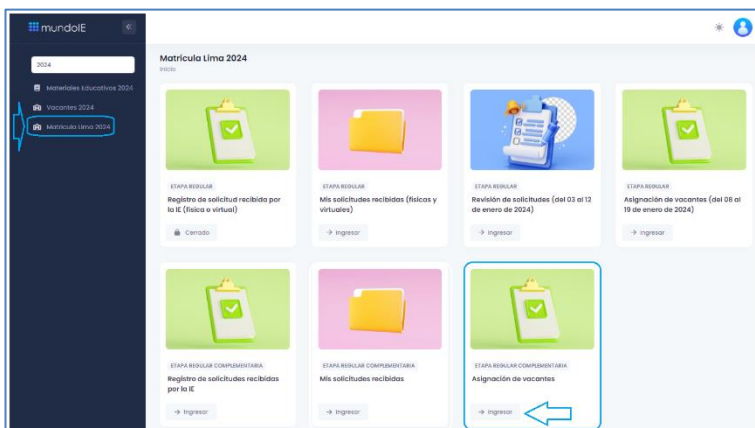 mundoIE
2024
Materiales Educativos 2024
Vacantes 2024
Matrícula Lima 2024
Matrícula Lima 2024
Inicio
ETAPA REGULAR
Registro de solicitud recibida por
la IE (física o virtual)
Cerrado
ETAPA REGULAR
Mis solicitudes recibidas (físicas y
virtuales)
Ingresar
ETAPA REGULAR
Revisión de solicitudes (del 03 al 12
de enero de 2024)
Ingresar
ETAPA REGULAR
Asignación de vacantes (del 08 al
19 de enero de 2024)
Ingresar
ETAPA REGULAR COMPLEMENTARIA
Registro de solicitudes recibidas
por la IE
Ingresar
ETAPA REGULAR COMPLEMENTARIA
Mis solicitudes recibidas
Ingresar
ETAPA REGULAR COMPLEMENTARIA
Asignación de vacantes
Ingresar